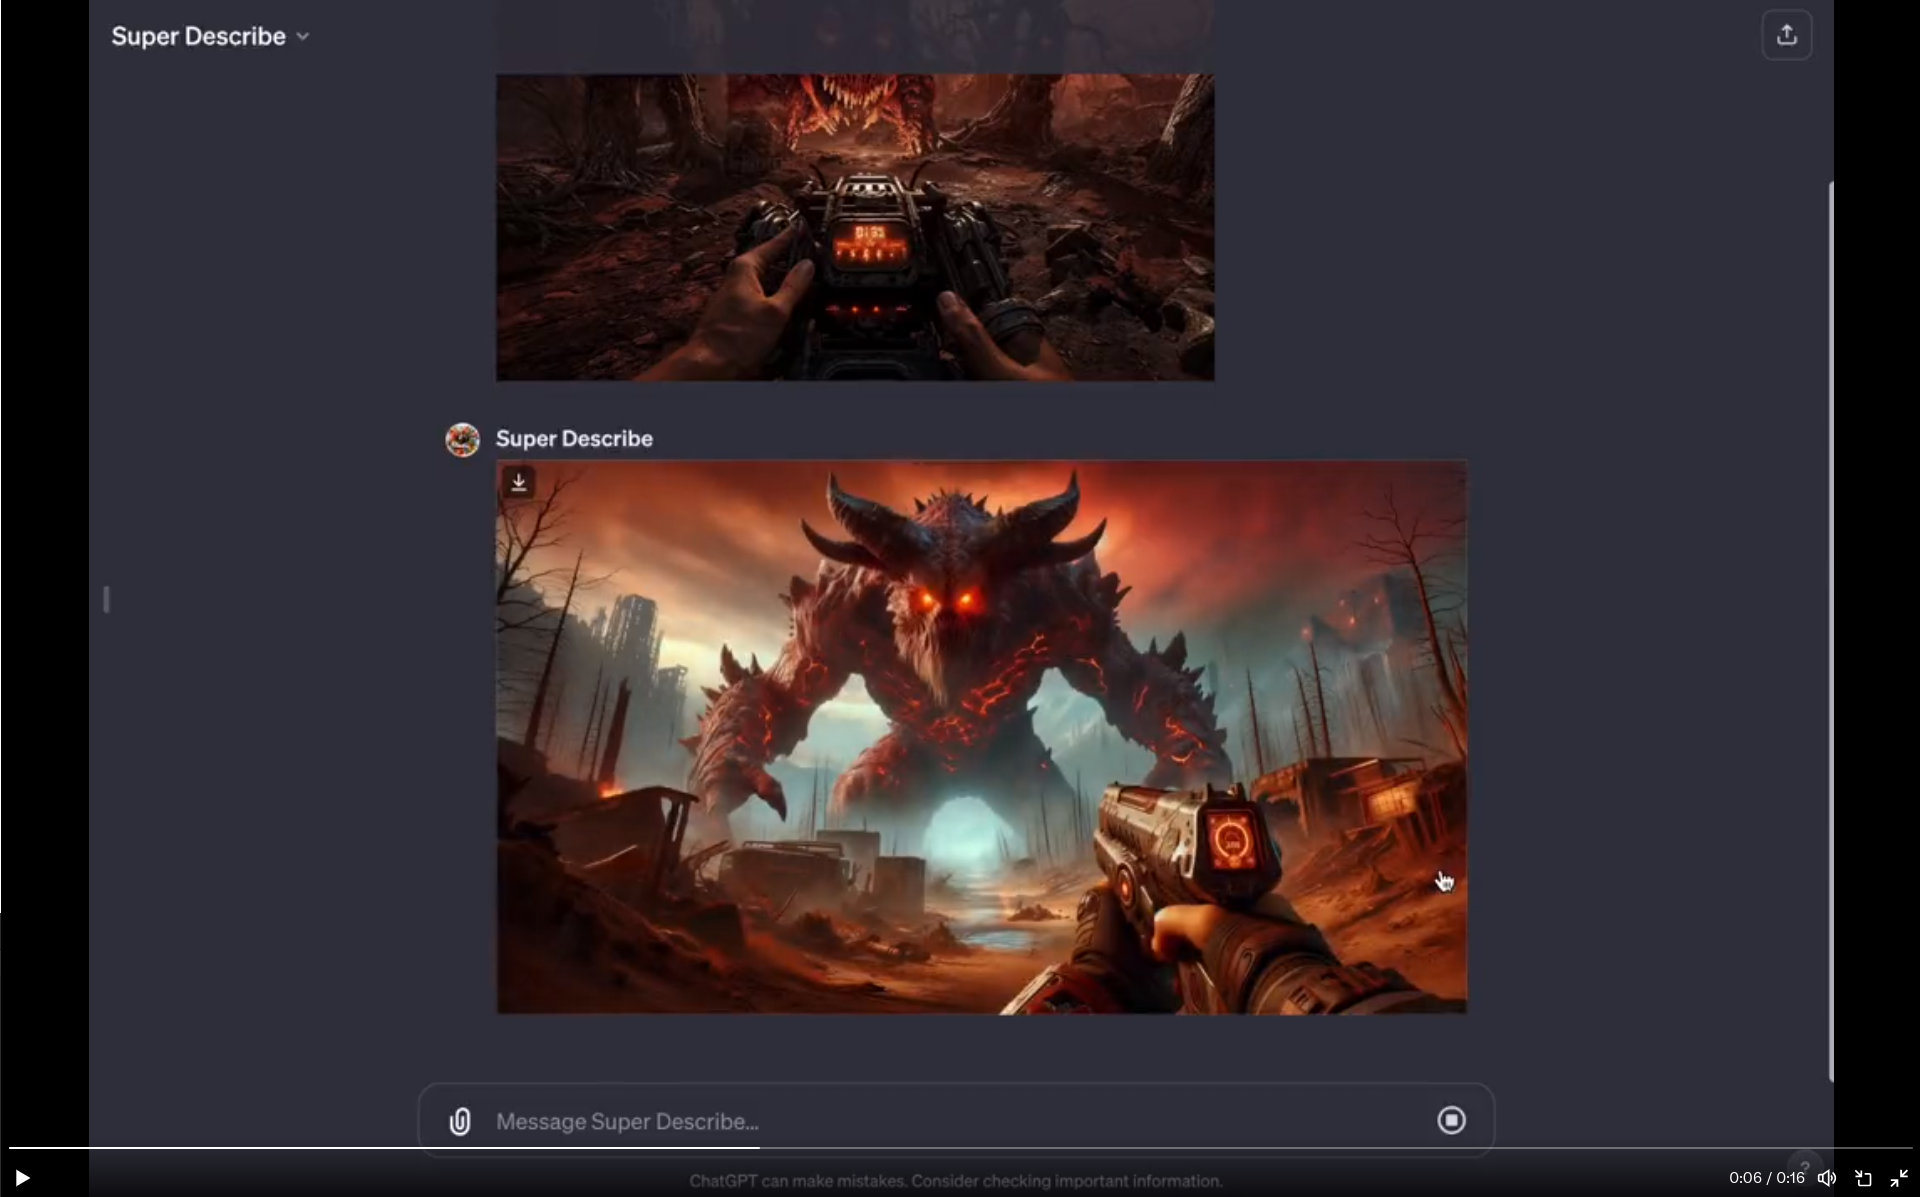 Super Describe
Super Describe
Message Super Describe...
ChatGPT can make mistakes. Consider checking important information.
?
0:06 / 0:16